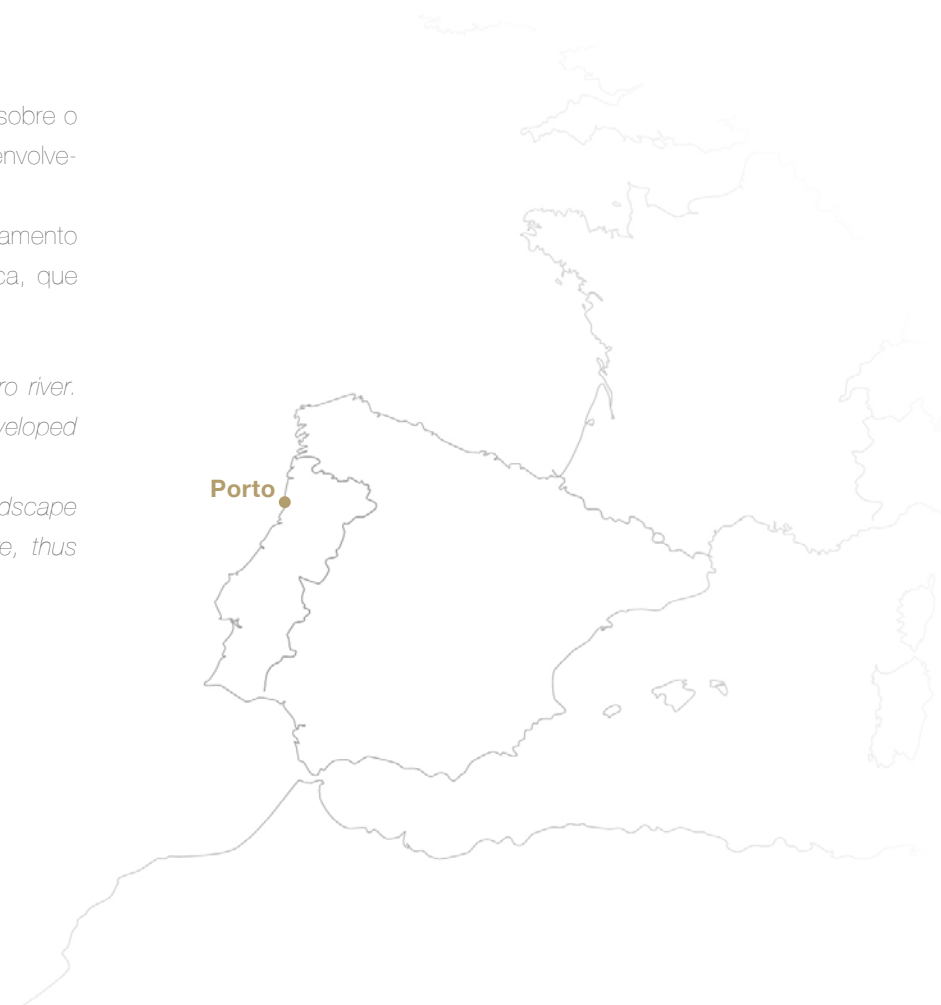 sobre o
envolve-
amento
ca, que
ro river.
veloped
dscape
e, thus
Porto